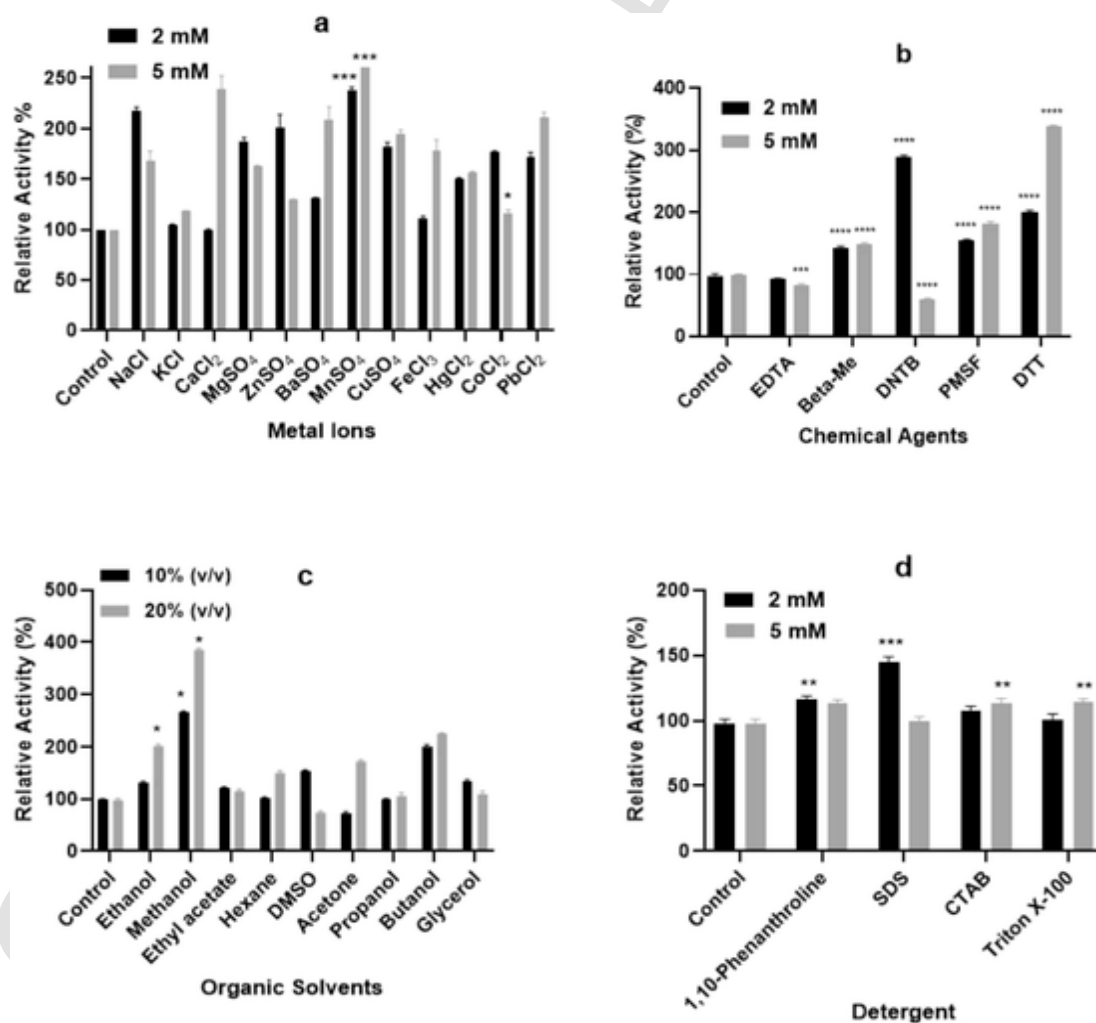 a
2 mM
5 mM
*** ***
*
Relative Activity %
250
200
150
100
50
0
Control
NaCl
KCl
CaCl₂
MgSO₄
ZnSO₄
BaSO₄
MnSO₄
CuSO₄
FeCl₃
HgCl₂
CoCl₂
PbCl₂
Metal Ions
b
2 mM
5 mM
***
**** ****
****
****
**** ****
****
****
Relative Activity (%)
400
300
200
100
0
Control
EDTA
Beta-Me
DNTB
PMSF
DTT
Chemical Agents
c
10% (v/v)
20% (v/v)
*
*
*
Relative Activity (%)
500
400
300
200
100
0
Control
Ethanol
Methanol
Ethyl acetate
Hexane
DMSO
Acetone
Propanol
Butanol
Glycerol
Organic Solvents
d
2 mM
5 mM
**
***
**
**
Relative Activity (%)
200
150
100
50
0
Control
1,10-Phenanthroline
SDS
CTAB
Triton X-100
Detergent